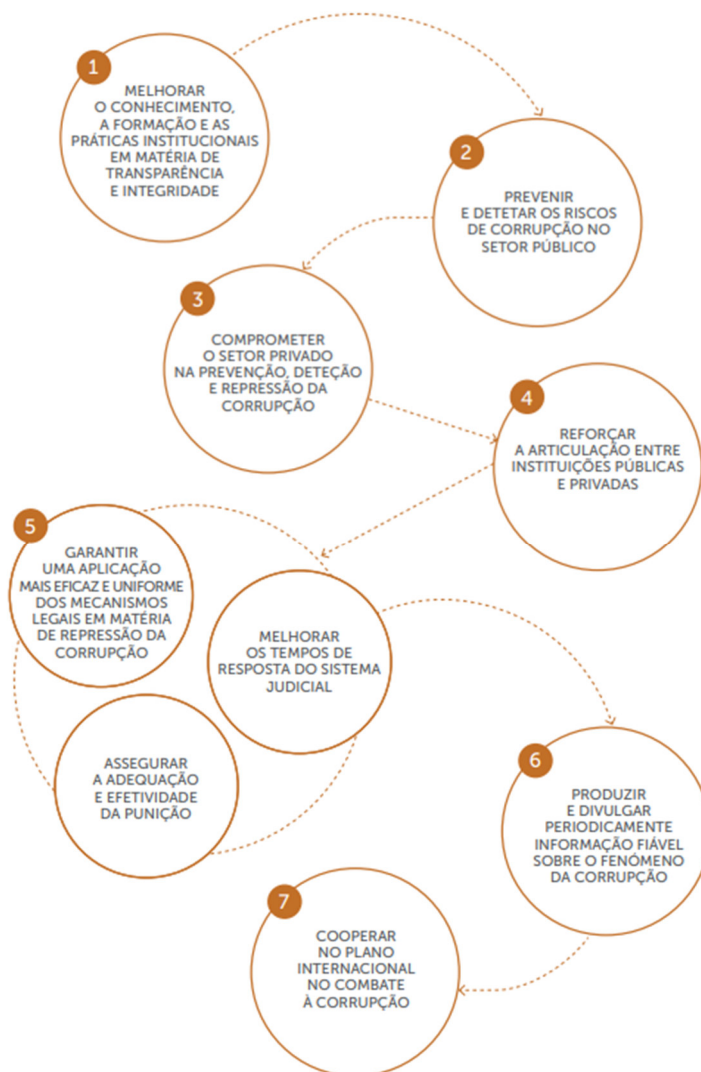 1
MELHORAR
O CONHECIMENTO,
A FORMAÇÃO E AS
PRÁTICAS INSTITUCIONAIS
EM MATÉRIA DE
TRANSPARÊNCIA
E INTEGRIDADE
2
PREVENIR
E DETETAR OS RISCOS
DE CORRUPÇÃO NO
SETOR PÚBLICO
3
COMPROMETER
O SETOR PRIVADO
NA PREVENÇÃO, DETEÇÃO
E REPRESSÃO DA
CORRUPÇÃO
4
REFORÇAR
A ARTICULAÇÃO ENTRE
INSTITUIÇÕES PÚBLICAS
E PRIVADAS
5
GARANTIR
UMA APLICAÇÃO
MAIS EFICAZ E UNIFORME
DOS MECANISMOS
LEGAIS EM MATÉRIA
DE REPRESSÃO DA
CORRUPÇÃO
MELHORAR
OS TEMPOS DE
RESPOSTA DO SISTEMA
JUDICIAL
ASSEGURAR
A ADEQUAÇÃO
E EFETIVIDADE
DA PUNIÇÃO
6
PRODUZIR
E DIVULGAR
PERIODICAMENTE
INFORMAÇÃO FIÁVEL
SOBRE O FENÓMENO
DA CORRUPÇÃO
7
COOPERAR
NO PLANO
INTERNACIONAL
NO COMBATE
À CORRUPÇÃO